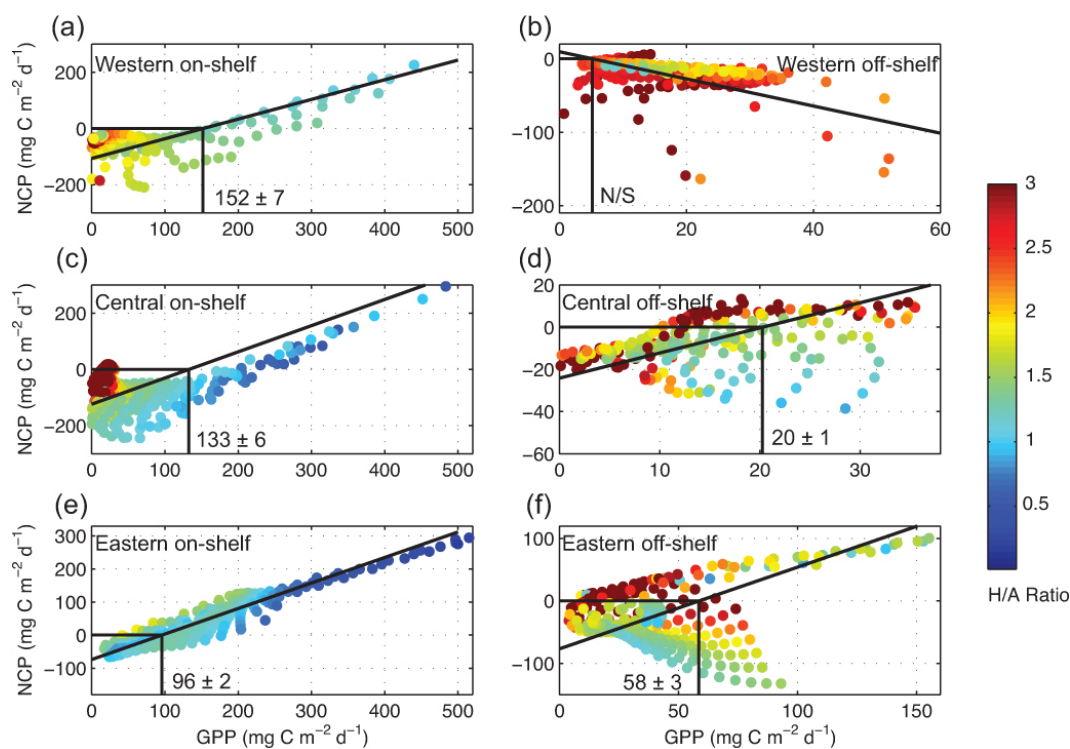 (a)
Western on-shelf
NCP (mg C m⁻² d⁻¹)
200
0
−200
152 ± 7
0 100 200 300 400 500
(b)
Western off-shelf
0
−100
−200
N/S
0 20 40 60
(c)
Central on-shelf
NCP (mg C m⁻² d⁻¹)
200
0
−200
133 ± 6
0 100 200 300 400 500
(d)
Central off-shelf
20
0
−20
−40
−60
20 ± 1
0 10 20 30
(e)
Eastern on-shelf
NCP (mg C m⁻² d⁻¹)
300
200
100
0
−100
96 ± 2
0 100 200 300 400 500
GPP (mg C m⁻² d⁻¹)
(f)
Eastern off-shelf
100
0
−100
58 ± 3
0 50 100 150
GPP (mg C m⁻² d⁻¹)
3
2.5
2
1.5
1
0.5
H/A Ratio